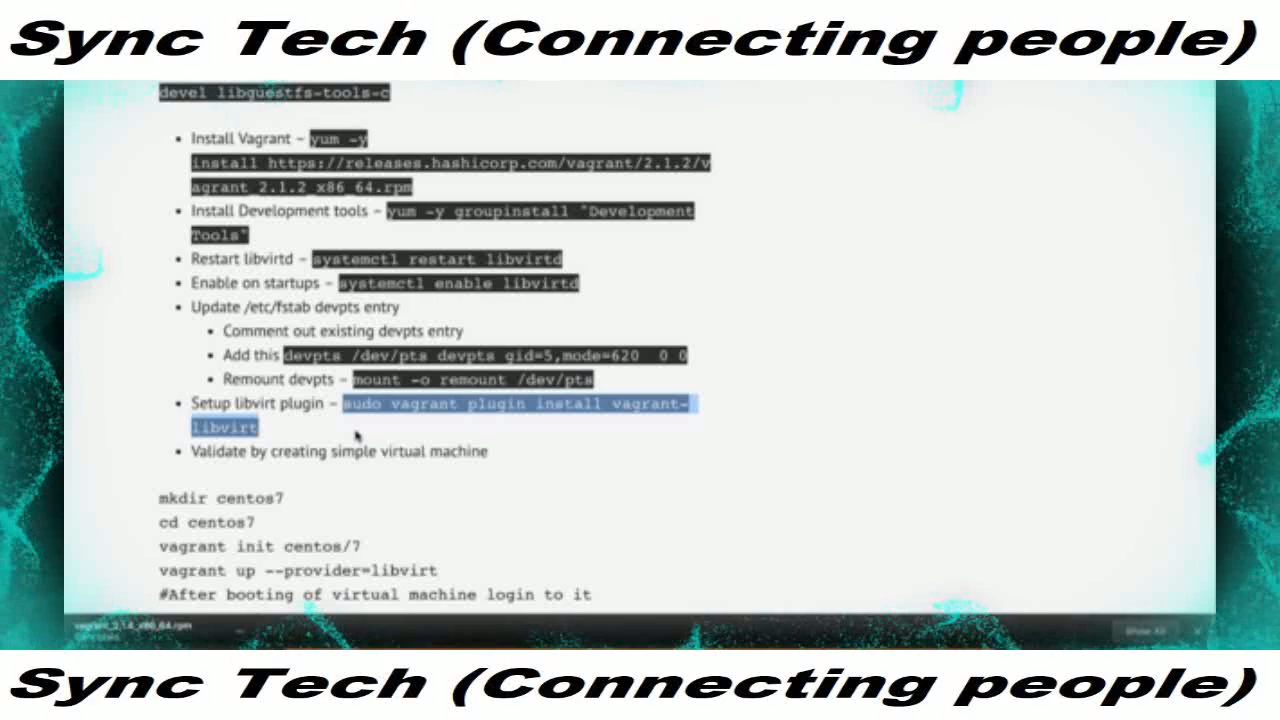 Sync Tech (Connecting people)
devel libguestfs-tools-c
• Install Vagrant – yum -y
install https://releases.hashicorp.com/vagrant/2.1.2/v
agrant_2.1.2_x86_64.rpm
• Install Development tools – yum -y groupinstall "Development
Tools"
• Restart libvirtd – systemctl restart libvirtd
• Enable on startups – systemctl enable libvirtd
• Update /etc/fstab devpts entry
• Comment out existing devpts entry
• Add this devpts /dev/pts devpts gid=5,mode=620 0 0
• Remount devpts – mount -o remount /dev/pts
• Setup libvirt plugin – sudo vagrant plugin install vagrant-
libvirt
• Validate by creating simple virtual machine
mkdir centos7
cd centos7
vagrant init centos/7
vagrant up --provider=libvirt
#After booting of virtual machine login to it
Show All
Sync Tech (Connecting people)